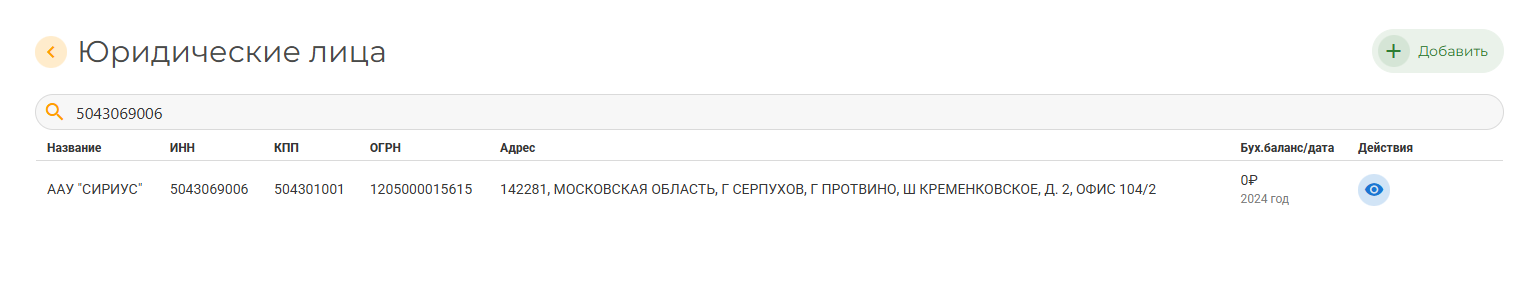 Юридические лица
Добавить
5043069006
Название ИНН КПП ОГРН Адрес Бух.баланс/дата Действия
ААУ "СИРИУС" 5043069006 504301001 1205000015615 142281, МОСКОВСКАЯ ОБЛАСТЬ, Г СЕРПУХОВ, Г ПРОТВИНО, Ш КРЕМЕНКОВСКОЕ, Д. 2, ОФИС 104/2 0₽
2024 год